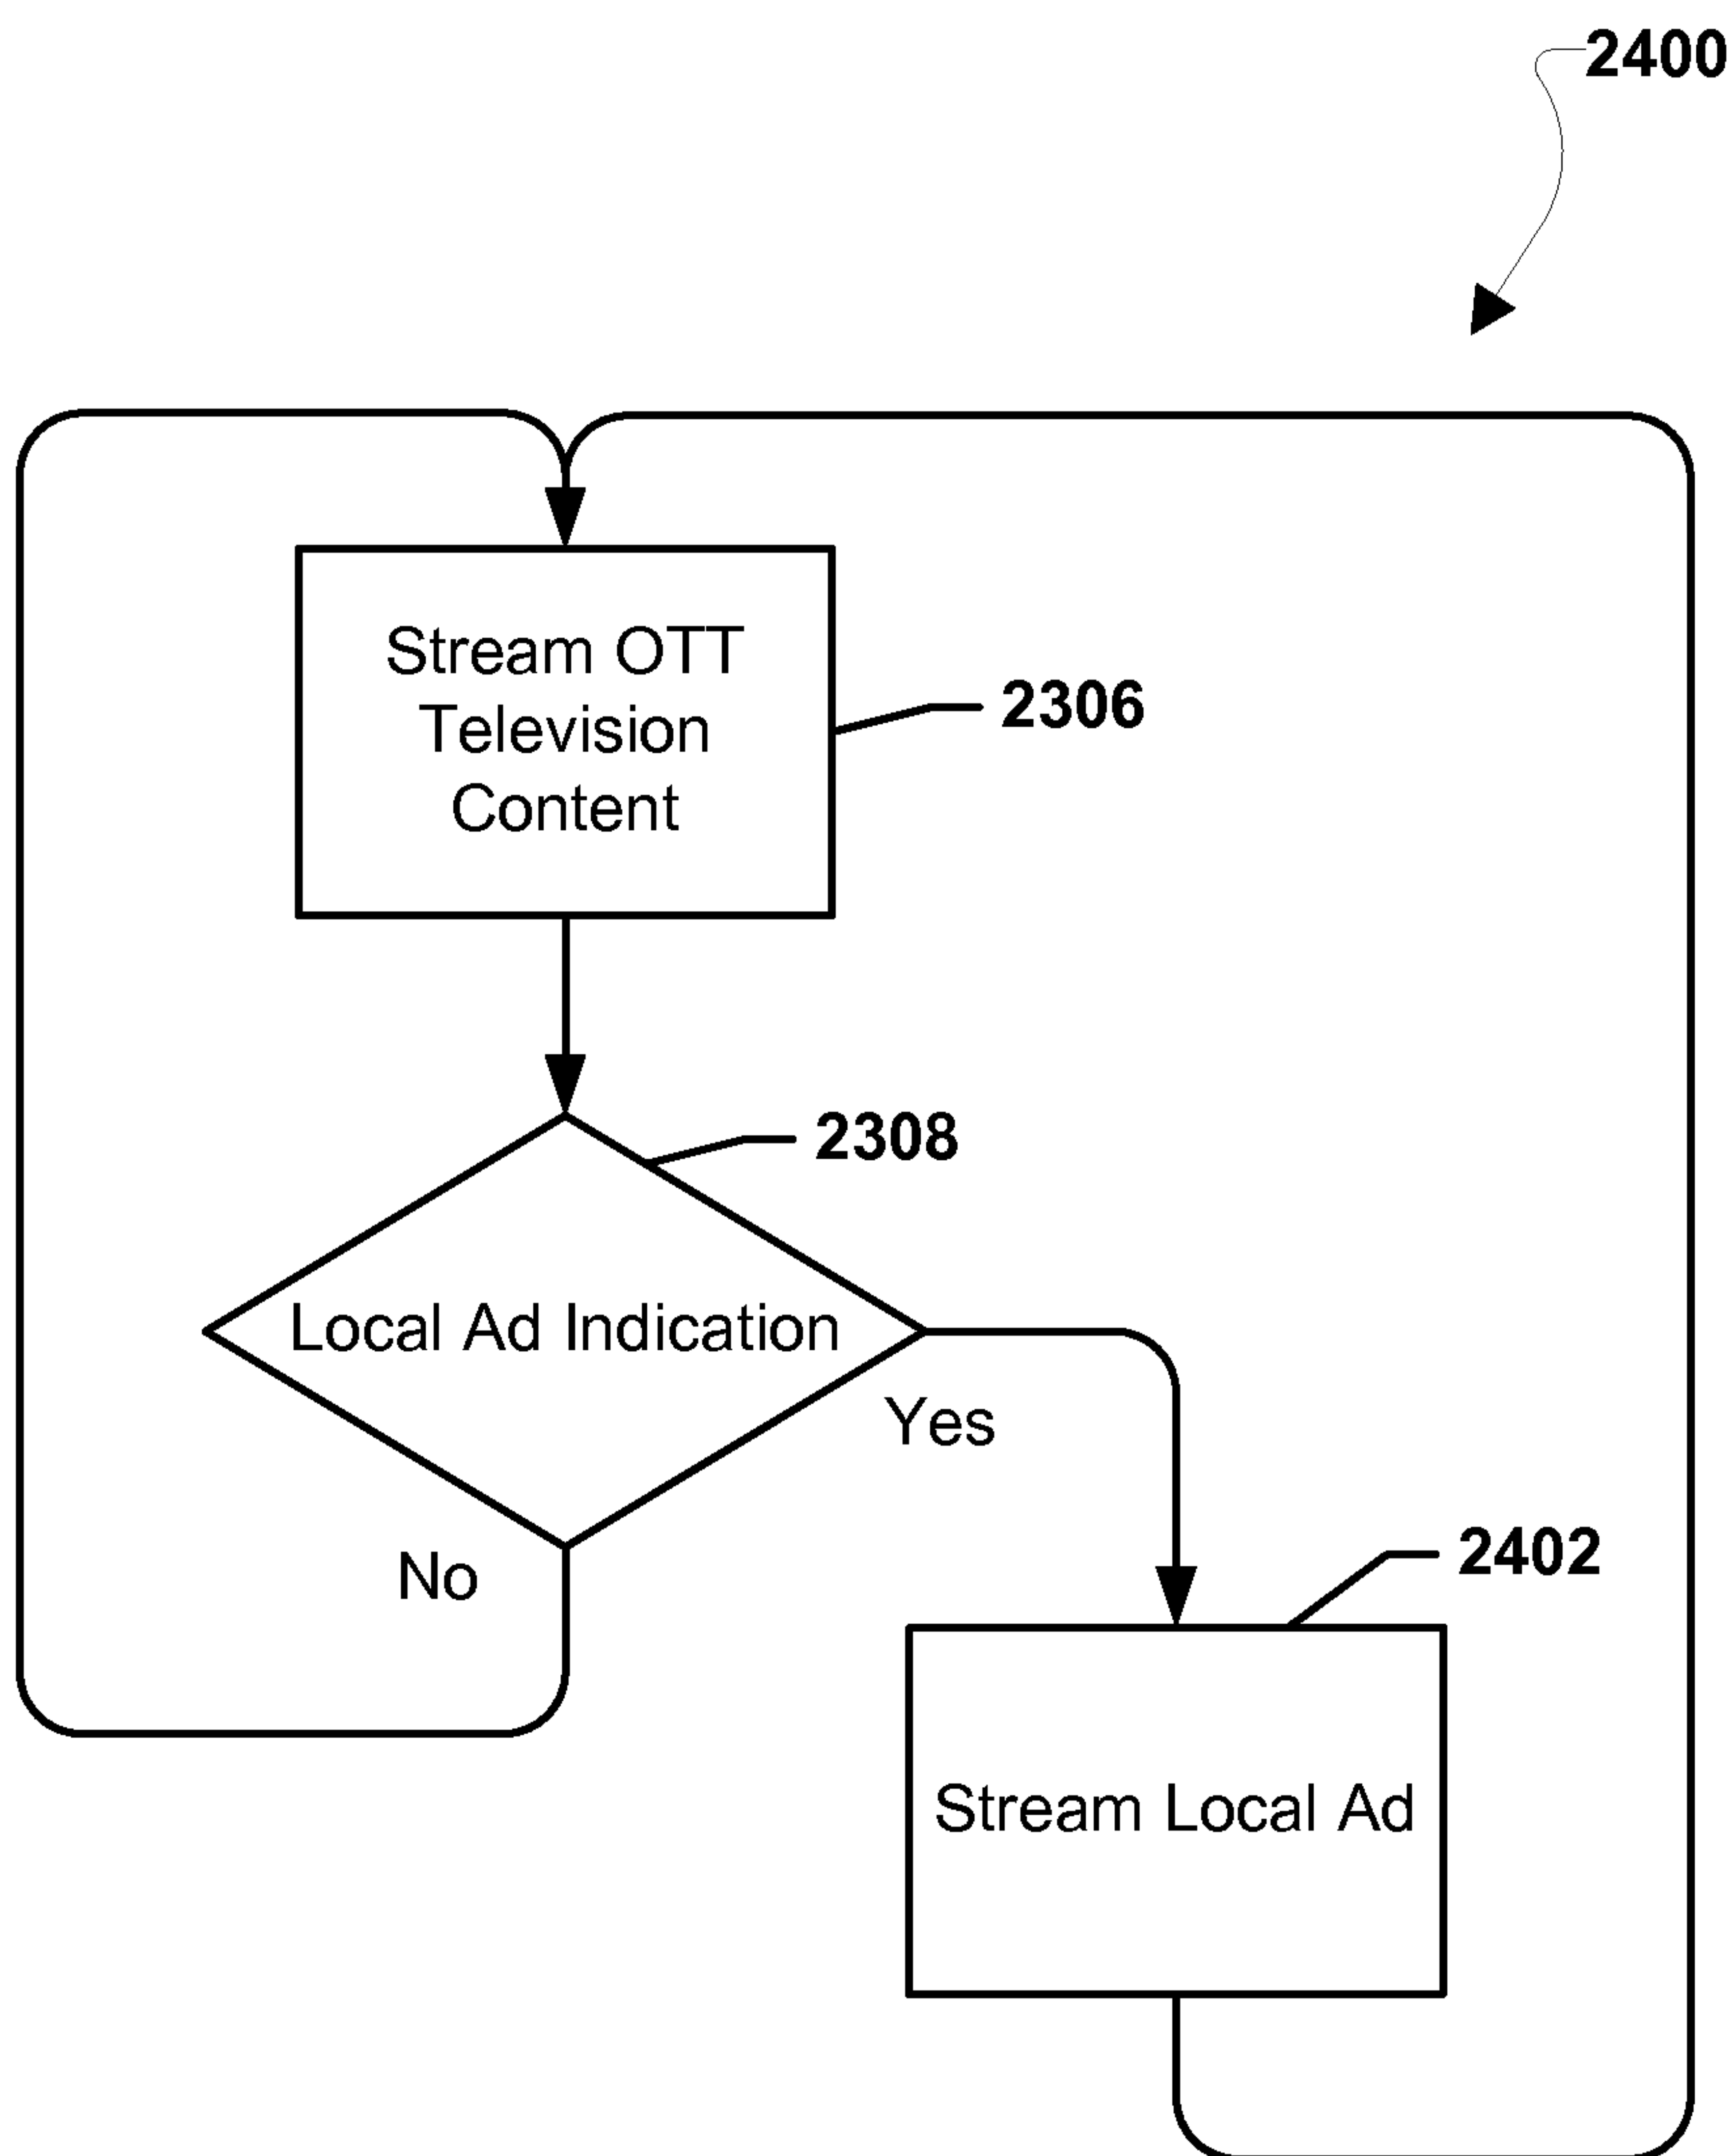 2400
Stream OTT
Television
Content
2306
2308
Local Ad Indication
Yes
No
2402
Stream Local Ad